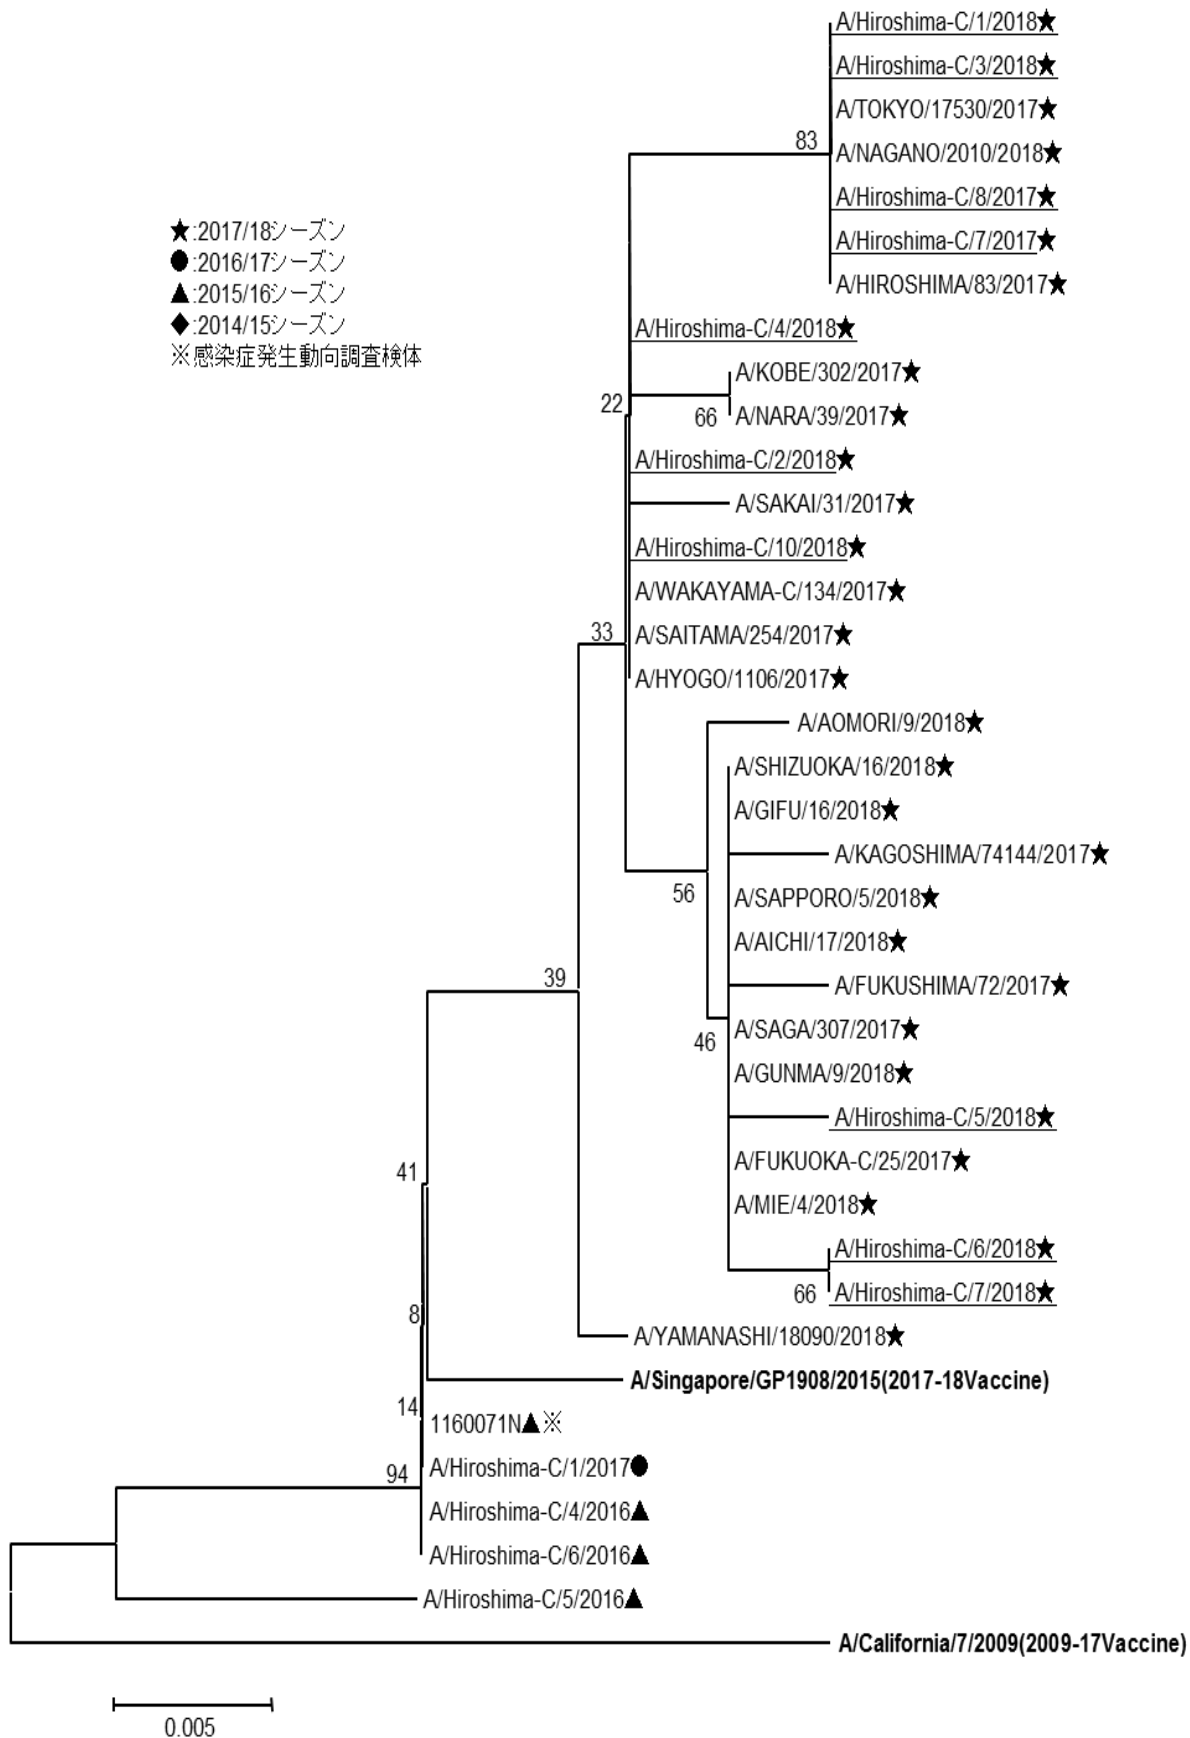 A/Hiroshima-C/1/2018★
A/Hiroshima-C/3/2018★
A/TOKYO/17530/2017★
83
A/NAGANO/2010/2018★
A/Hiroshima-C/8/2017★
★:2017/18シーズン
●:2016/17シーズン
▲:2015/16シーズン
◆:2014/15シーズン
※感染症発生動向調査検体
A/Hiroshima-C/7/2017★
A/HIROSHIMA/83/2017★
A/Hiroshima-C/4/2018★
A/KOBE/302/2017★
22
66
A/NARA/39/2017★
A/Hiroshima-C/2/2018★
A/SAKAI/31/2017★
A/Hiroshima-C/10/2018★
A/WAKAYAMA-C/134/2017★
33
A/SAITAMA/254/2017★
A/HYOGO/1106/2017★
A/AOMORI/9/2018★
A/SHIZUOKA/16/2018★
A/GIFU/16/2018★
A/KAGOSHIMA/74144/2017★
56
A/SAPPORO/5/2018★
A/AICHI/17/2018★
39
A/FUKUSHIMA/72/2017★
A/SAGA/307/2017★
46
A/GUNMA/9/2018★
A/Hiroshima-C/5/2018★
A/FUKUOKA-C/25/2017★
41
A/MIE/4/2018★
A/Hiroshima-C/6/2018★
66
A/Hiroshima-C/7/2018★
8
A/YAMANASHI/18090/2018★
A/Singapore/GP1908/2015(2017-18Vaccine)
14
1160071N▲※
94
A/Hiroshima-C/1/2017●
A/Hiroshima-C/4/2016▲
A/Hiroshima-C/6/2016▲
A/Hiroshima-C/5/2016▲
A/California/7/2009(2009-17Vaccine)
0.005